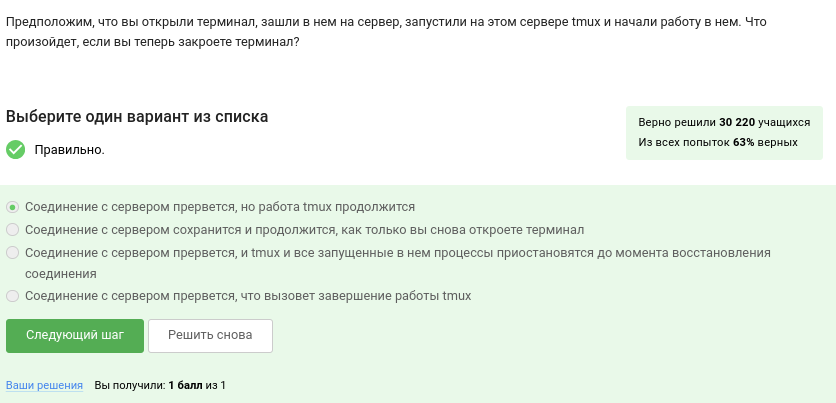 Предположим, что вы открыли терминал, зашли в нем на сервер, запустили на этом сервере tmux и начали работу в нем. Что
произойдет, если вы теперь закроете терминал?
Выберите один вариант из списка
Правильно.
Верно решили 30 220 учащихся
Из всех попыток 63% верных
Соединение с сервером прервется, но работа tmux продолжится
Соединение с сервером сохранится и продолжится, как только вы снова откроете терминал
Соединение с сервером прервется, и tmux и все запущенные в нем процессы приостановятся до момента восстановления
соединения
Соединение с сервером прервется, что вызовет завершение работы tmux
Следующий шаг
Решить снова
Ваши решения Вы получили: 1 балл из 1